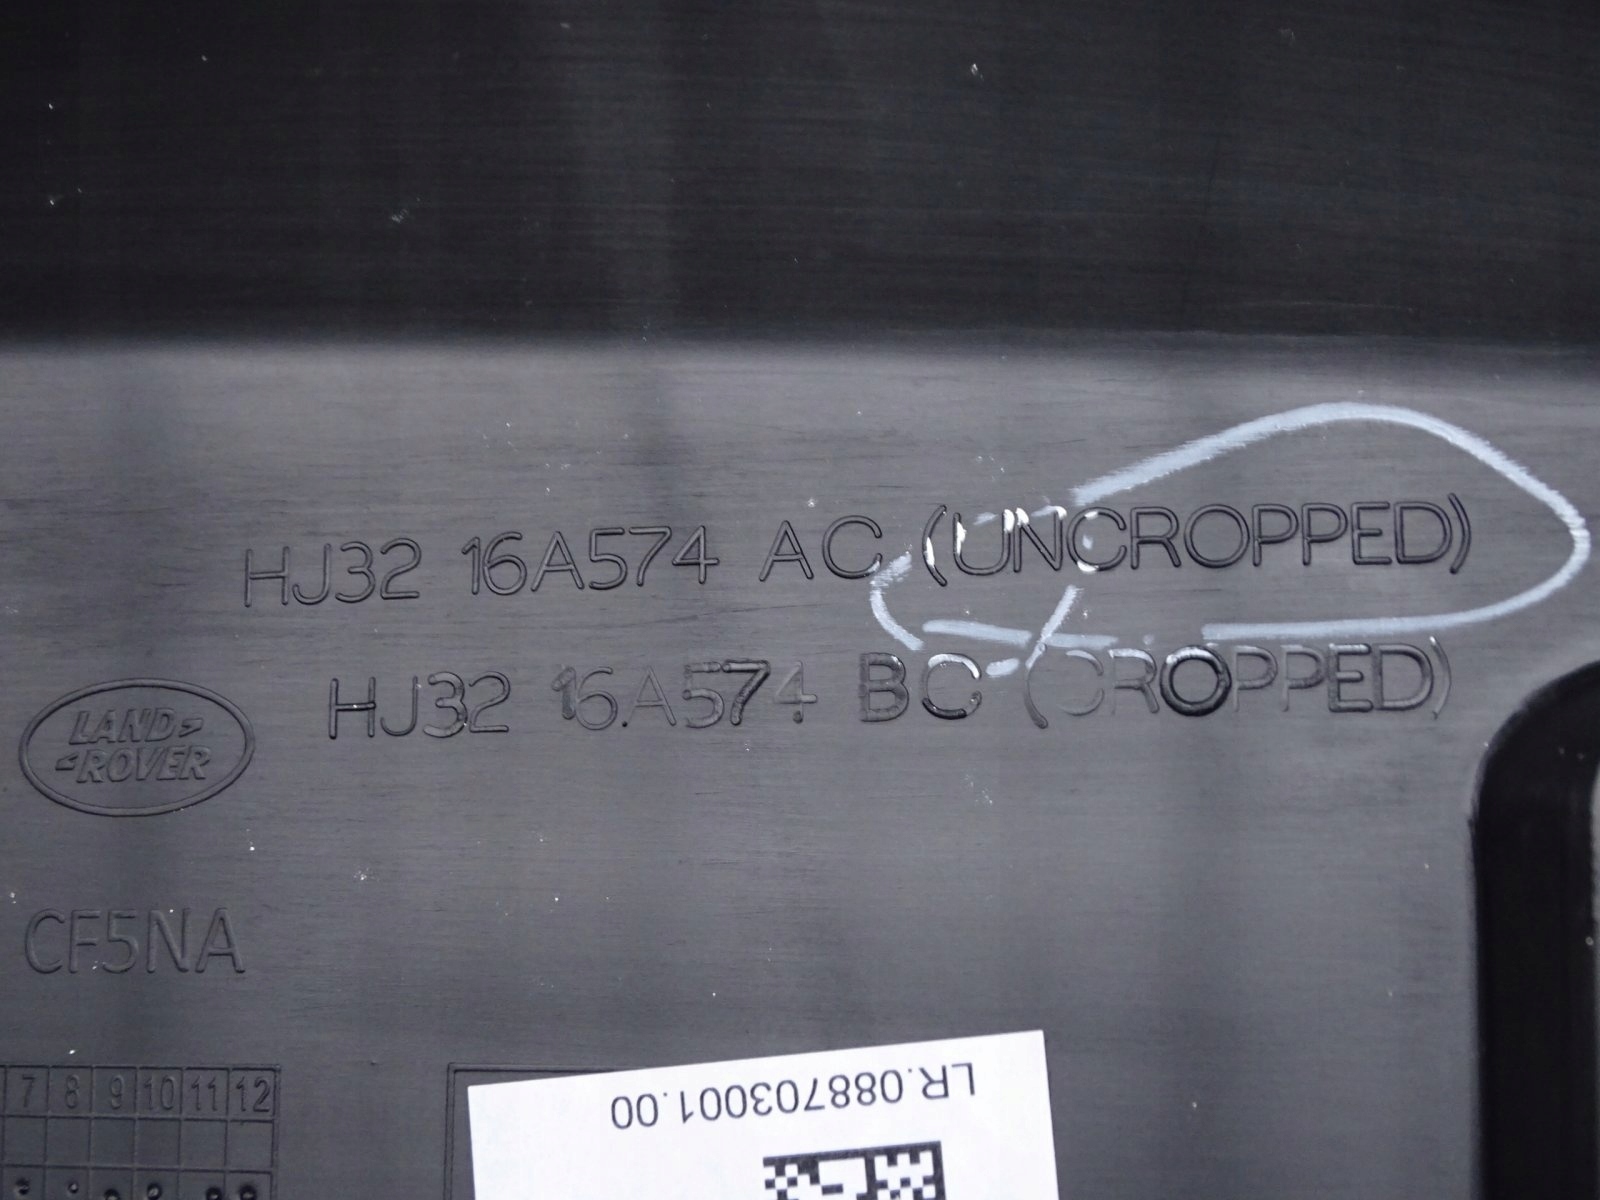 HJ32 16A574 AC (UNCROPPED)
HJ32 16A574 BC (CROPPED)
LAND
ROVER
CF5NA
7 8 9 10 11 12
LR.088703001.00